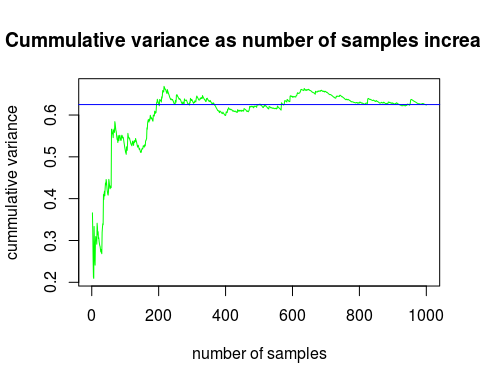 Cummulative variance as number of samples increa
cummulative variance
0.6
0.5
0.4
0.3
0.2
0 200 400 600 800 1000
number of samples